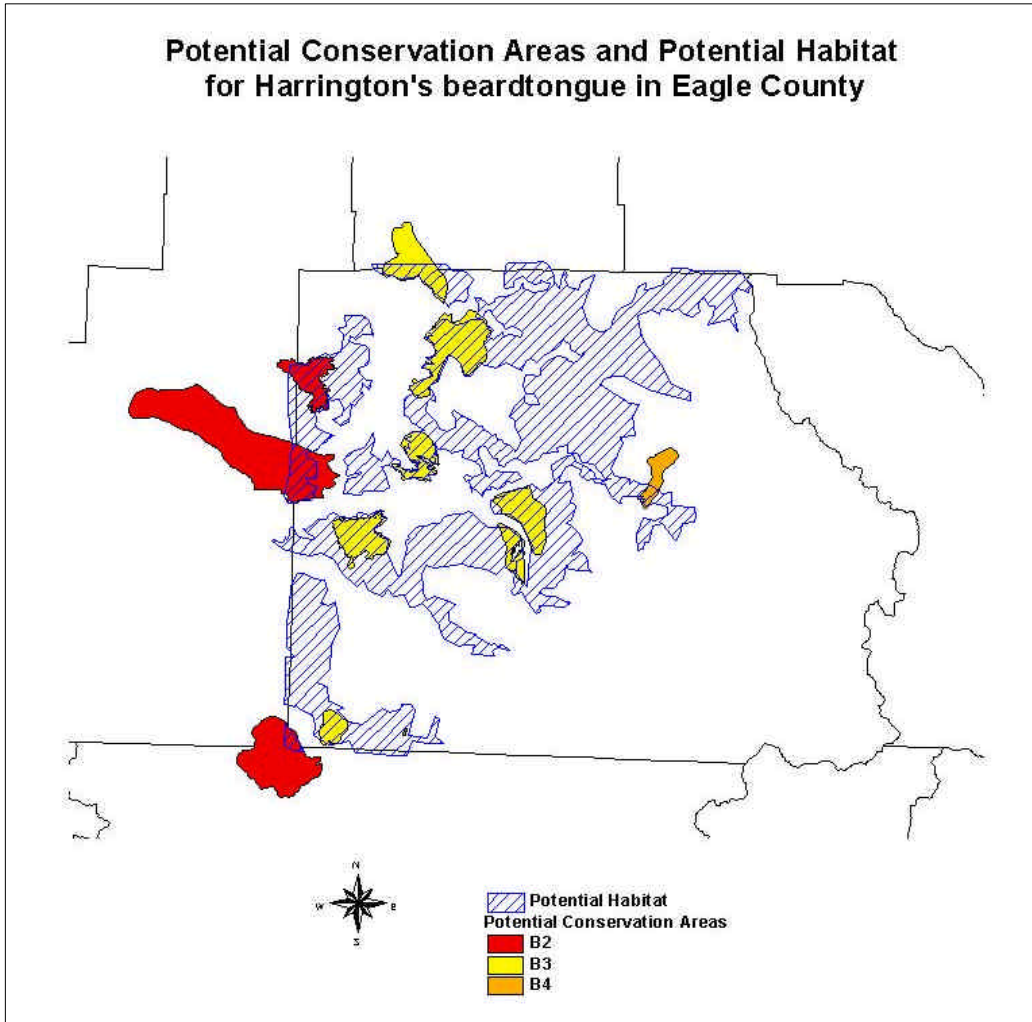 Potential Conservation Areas and Potential Habitat
for Harrington's beardtongue in Eagle County
N
W E
S
Potential Habitat
Potential Conservation Areas
B2
B3
B4